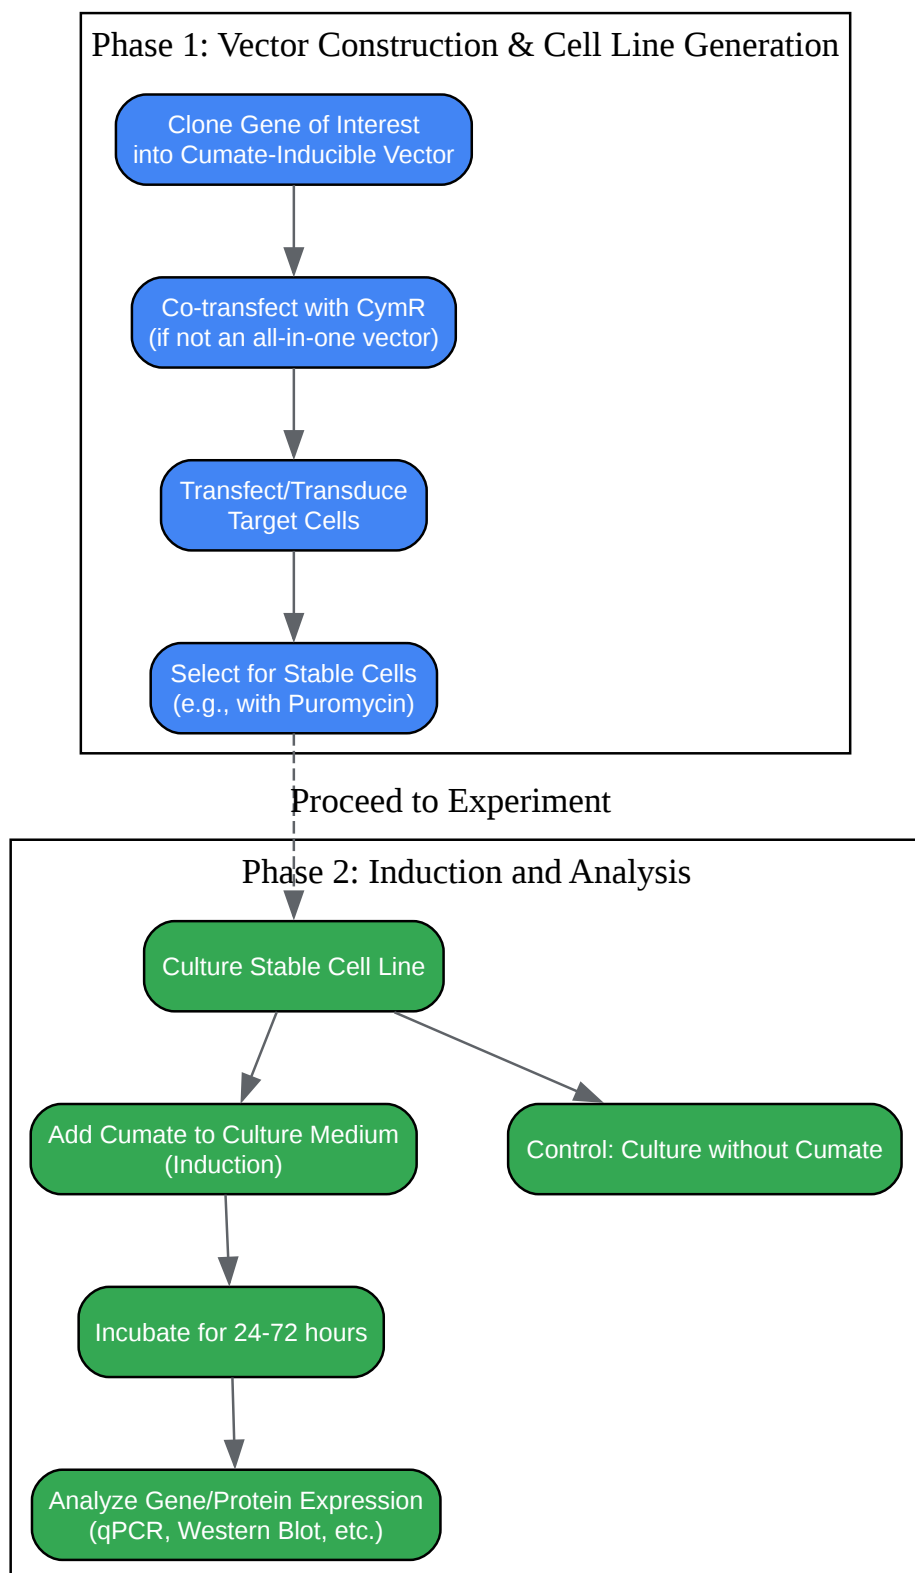 Phase 1: Vector Construction & Cell Line Generation
Clone Gene of Interest
into Cumate-Inducible Vector
Co-transfect with CymR
(if not an all-in-one vector)
Transfect/Transduce
Target Cells
Select for Stable Cells
(e.g., with Puromycin)
Proceed to Experiment
Phase 2: Induction and Analysis
Culture Stable Cell Line
Add Cumate to Culture Medium
(Induction)
Control: Culture without Cumate
Incubate for 24-72 hours
Analyze Gene/Protein Expression
(qPCR, Western Blot, etc.)